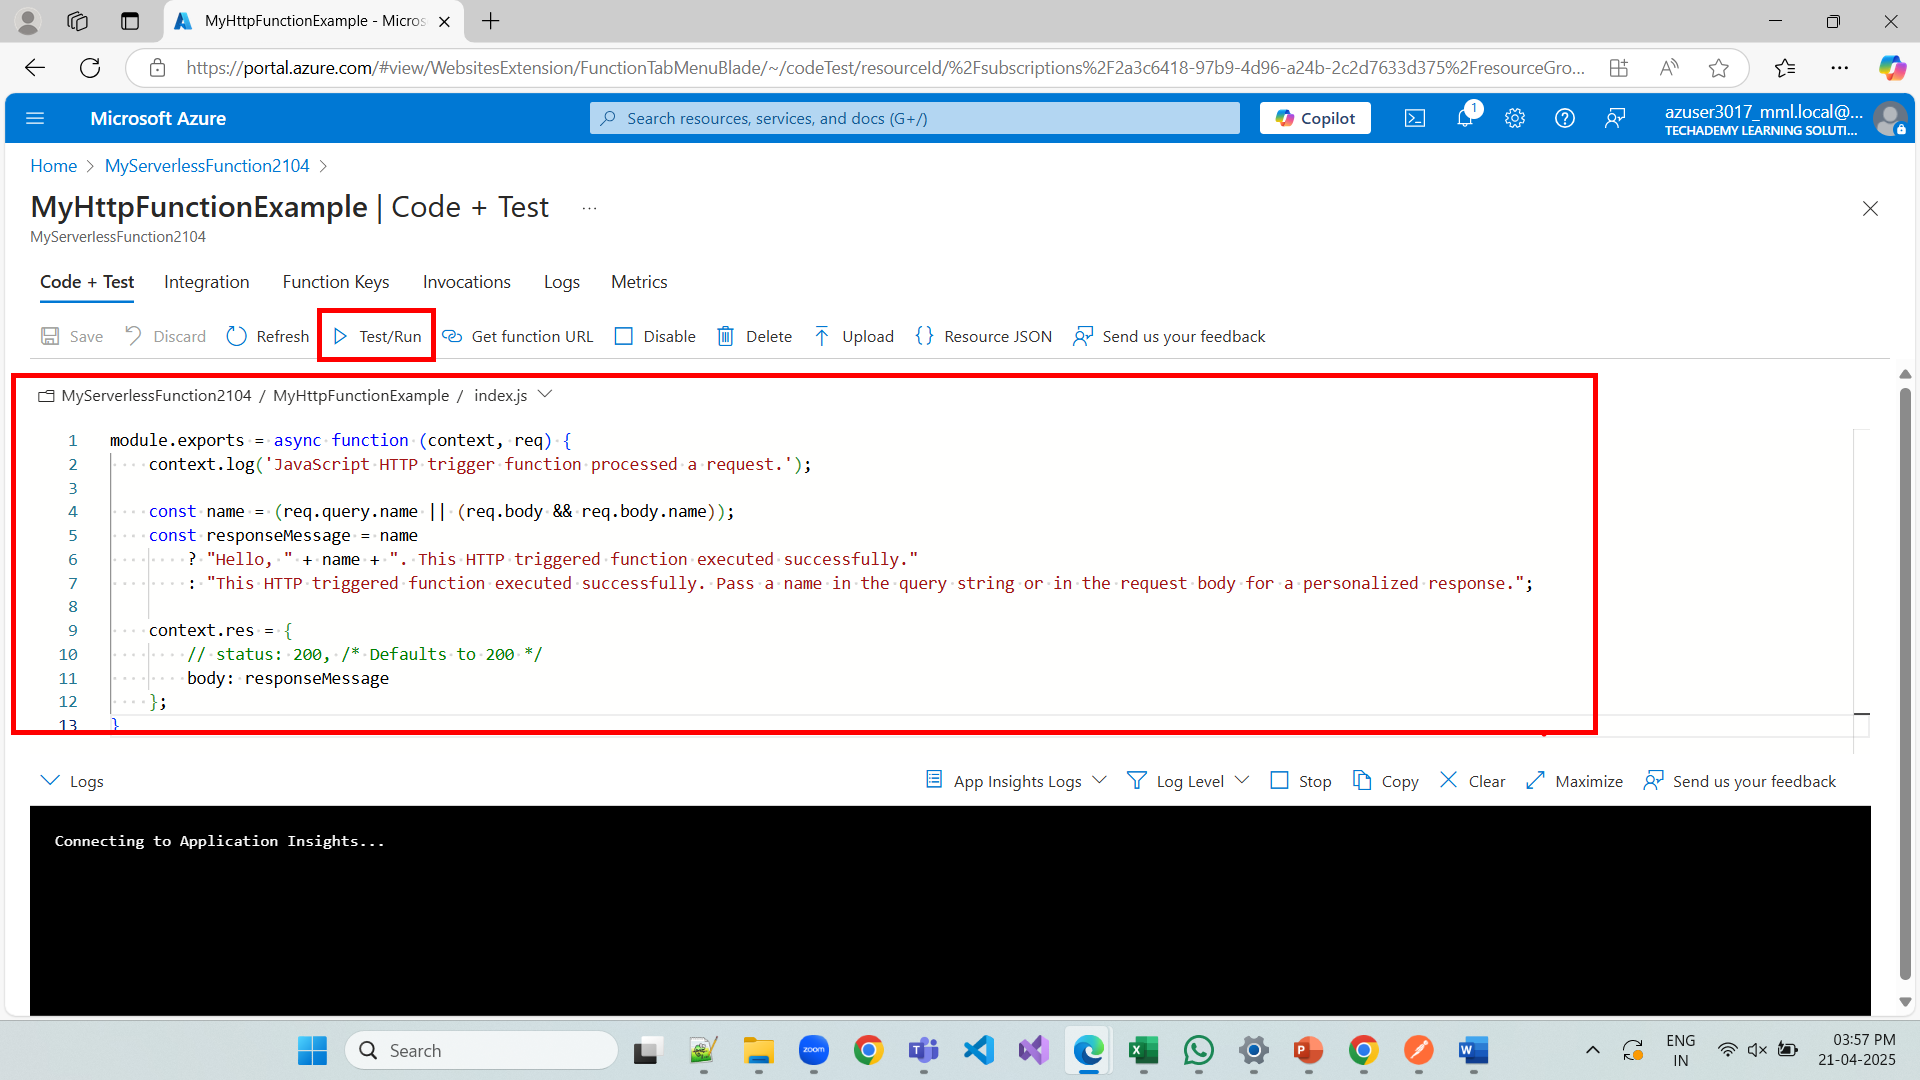 MyHttpFunctionExample - Micros
https://portal.azure.com/#view/WebsitesExtension/FunctionTabMenuBlade/~/codeTest/resourceId/%2Fsubscriptions%2F2a3c6418-97b9-4d96-a24b-2c2d7633d375%2FresourceGro...
Microsoft Azure
Search resources, services, and docs (G+/)
Copilot
1
azuser3017_mml.local@...
TECHADEMY LEARNING SOLUTI...
Home > MyServerlessFunction2104 >
MyHttpFunctionExample | Code + Test ...
MyServerlessFunction2104
Code + Test Integration Function Keys Invocations Logs Metrics
Save Discard Refresh Test/Run Get function URL Disable Delete Upload Resource JSON Send us your feedback
MyServerlessFunction2104 / MyHttpFunctionExample / index.js
1 module.exports = async function (context, req) {
2 context.log('JavaScript HTTP trigger function processed a request.');
3
4 const name = (req.query.name || (req.body && req.body.name));
5 const responseMessage = name
6 ? "Hello, " + name + ". This HTTP triggered function executed successfully."
7 : "This HTTP triggered function executed successfully. Pass a name in the query string or in the request body for a personalized response.";
8
9 context.res = {
10 // status: 200, /* Defaults to 200 */
11 body: responseMessage
12 };
13 }
Logs
App Insights Logs Log Level Stop Copy Clear Maximize Send us your feedback
Connecting to Application Insights...
Search
zoom
ENG
IN
03:57 PM
21-04-2025